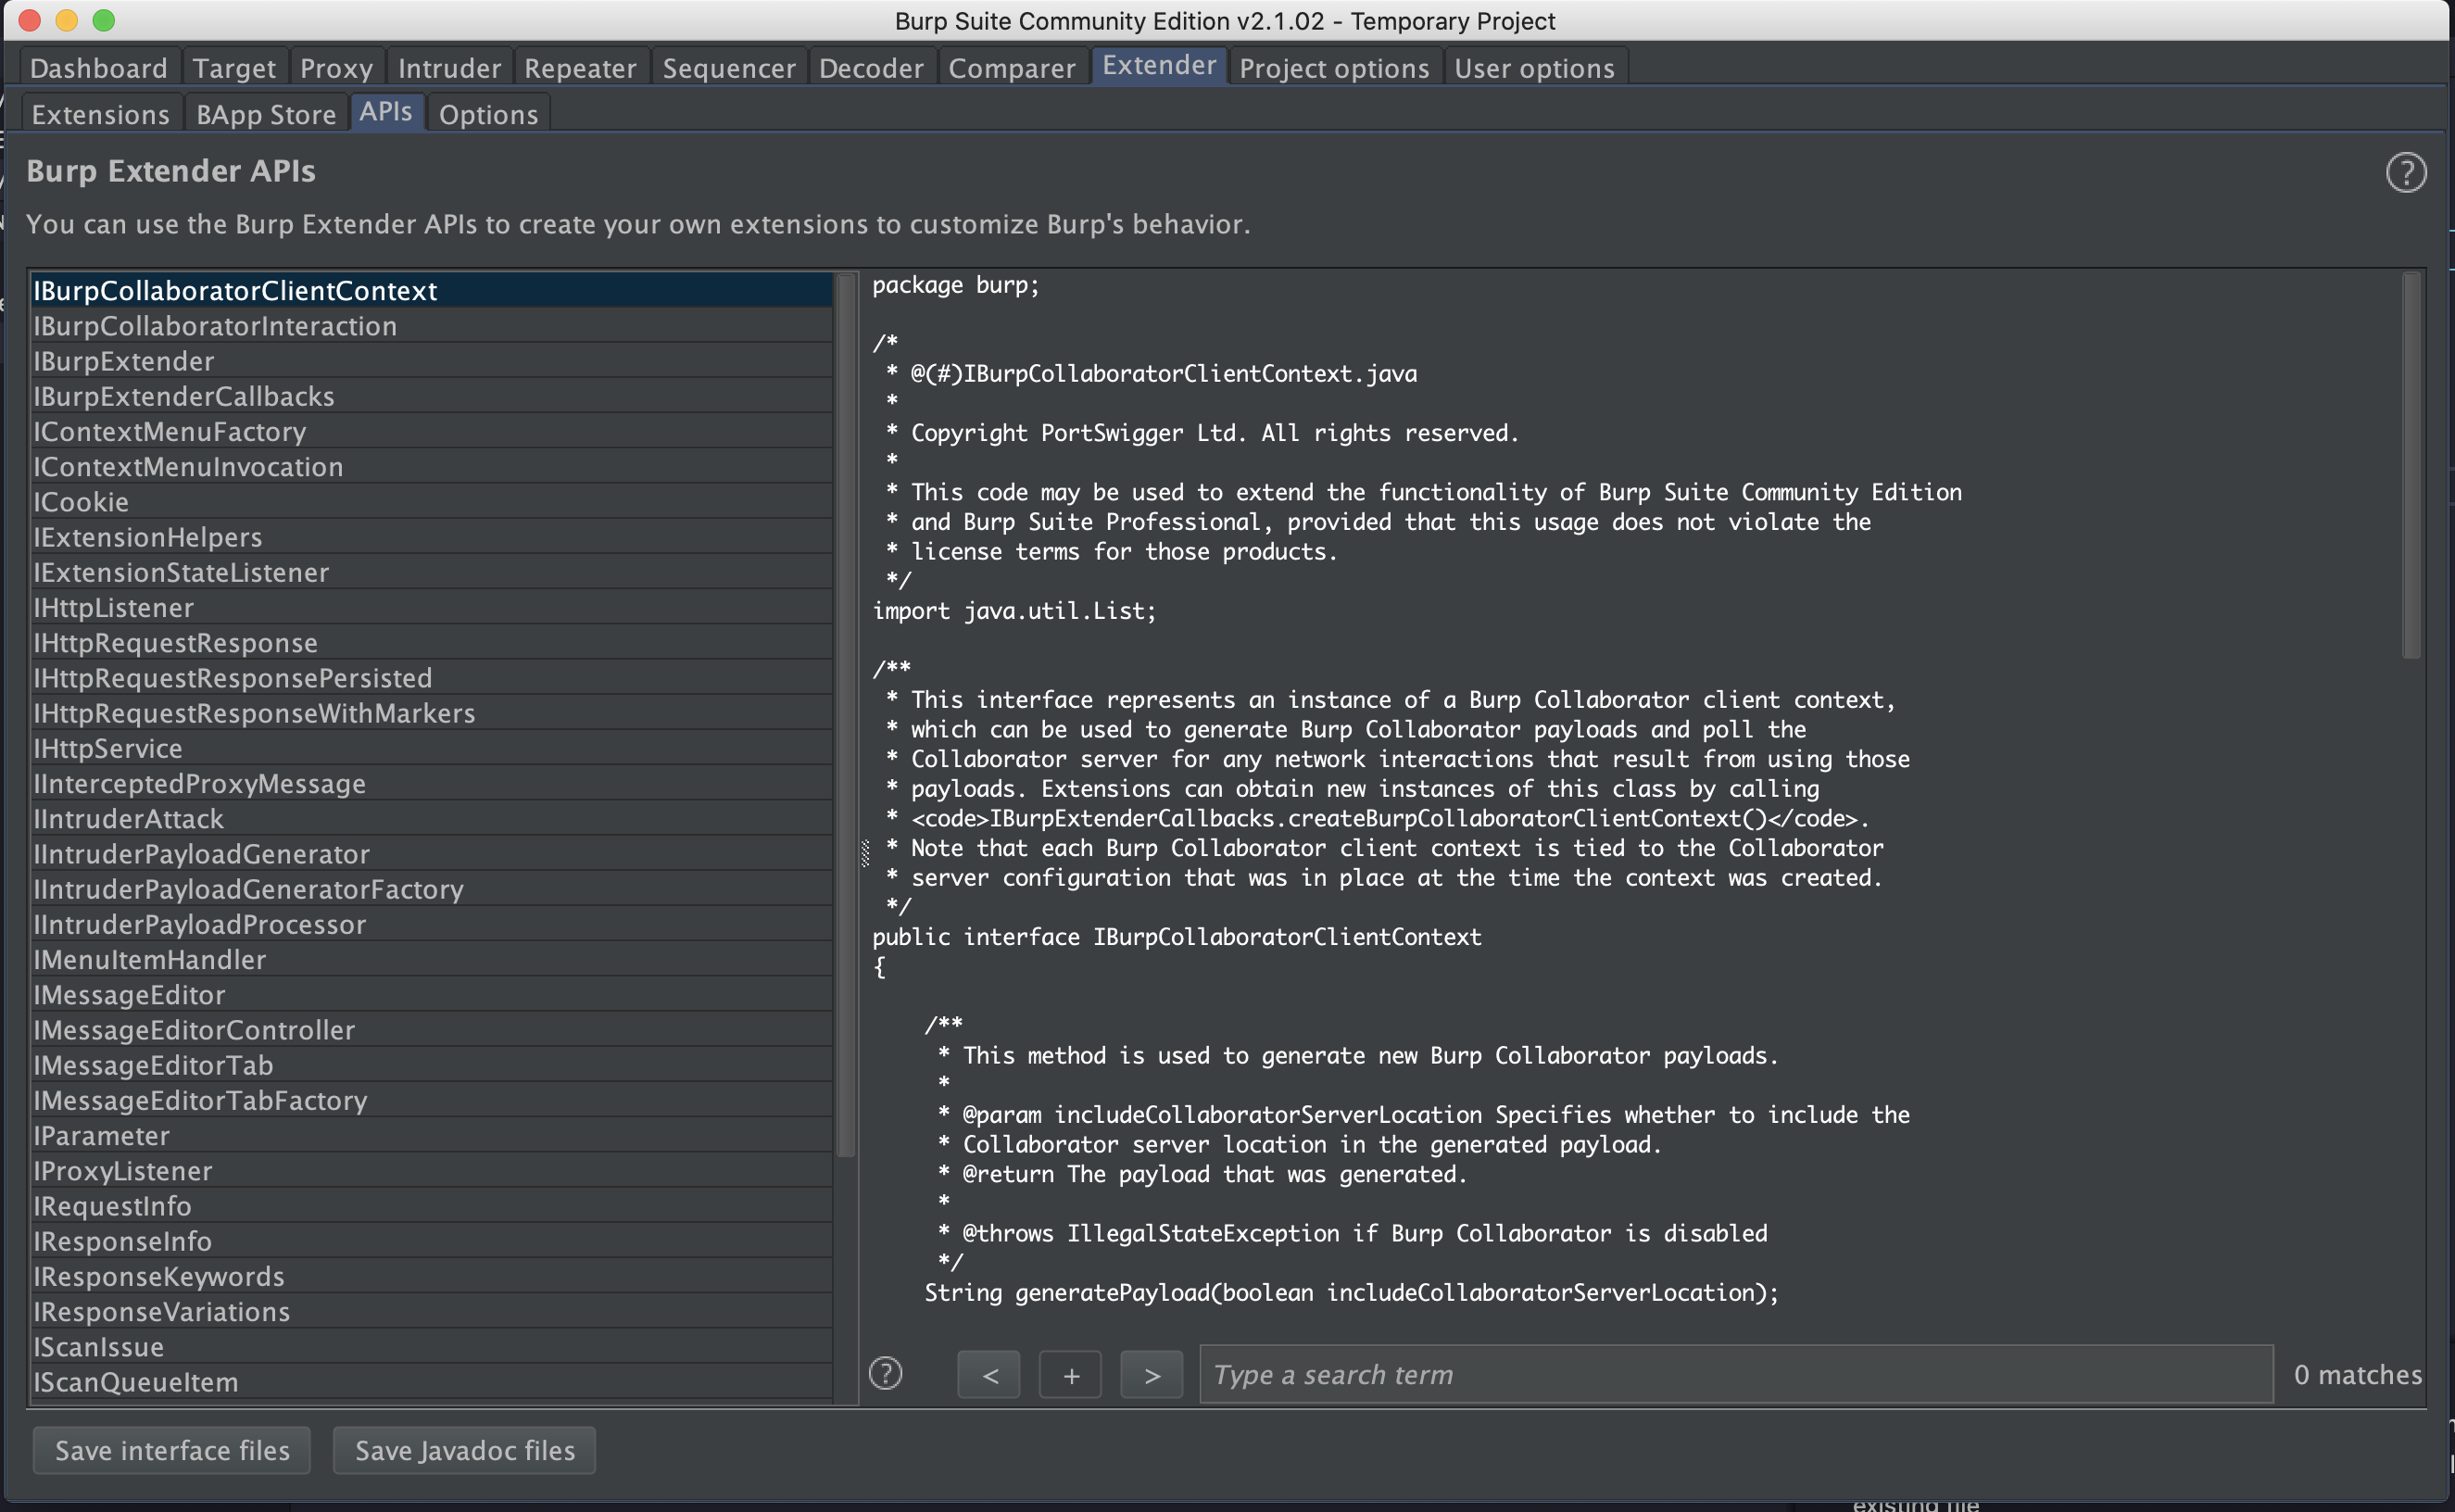 Burp Suite Community Edition v2.1.02 - Temporary Project
Dashboard Target Proxy Intruder Repeater Sequencer Decoder Comparer Extender Project options User options
Extensions BApp Store APIs Options
Burp Extender APIs
?
You can use the Burp Extender APIs to create your own extensions to customize Burp's behavior.
IBurpCollaboratorClientContext
IBurpCollaboratorInteraction
IBurpExtender
IBurpExtenderCallbacks
IContextMenuFactory
IContextMenuInvocation
ICookie
IExtensionHelpers
IExtensionStateListener
IHttpListener
IHttpRequestResponse
IHttpRequestResponsePersisted
IHttpRequestResponseWithMarkers
IHttpService
IInterceptedProxyMessage
IIntruderAttack
IIntruderPayloadGenerator
IIntruderPayloadGeneratorFactory
IIntruderPayloadProcessor
IMenuItemHandler
IMessageEditor
IMessageEditorController
IMessageEditorTab
IMessageEditorTabFactory
IParameter
IProxyListener
IRequestInfo
IResponseInfo
IResponseKeywords
IResponseVariations
IScanIssue
IScanQueueItem
package burp;
/*
 * @(#)IBurpCollaboratorClientContext.java
 *
 * Copyright PortSwigger Ltd. All rights reserved.
 *
 * This code may be used to extend the functionality of Burp Suite Community Edition
 * and Burp Suite Professional, provided that this usage does not violate the
 * license terms for those products.
 */
import java.util.List;
/**
 * This interface represents an instance of a Burp Collaborator client context,
 * which can be used to generate Burp Collaborator payloads and poll the
 * Collaborator server for any network interactions that result from using those
 * payloads. Extensions can obtain new instances of this class by calling
 * <code>IBurpExtenderCallbacks.createBurpCollaboratorClientContext()</code>.
 * Note that each Burp Collaborator client context is tied to the Collaborator
 * server configuration that was in place at the time the context was created.
 */
public interface IBurpCollaboratorClientContext
{
    /**
     * This method is used to generate new Burp Collaborator payloads.
     *
     * @param includeCollaboratorServerLocation Specifies whether to include the
     * Collaborator server location in the generated payload.
     * @return The payload that was generated.
     *
     * @throws IllegalStateException if Burp Collaborator is disabled
     */
    String generatePayload(boolean includeCollaboratorServerLocation);
? < + > Type a search term 0 matches
Save interface files Save Javadoc files
existing file